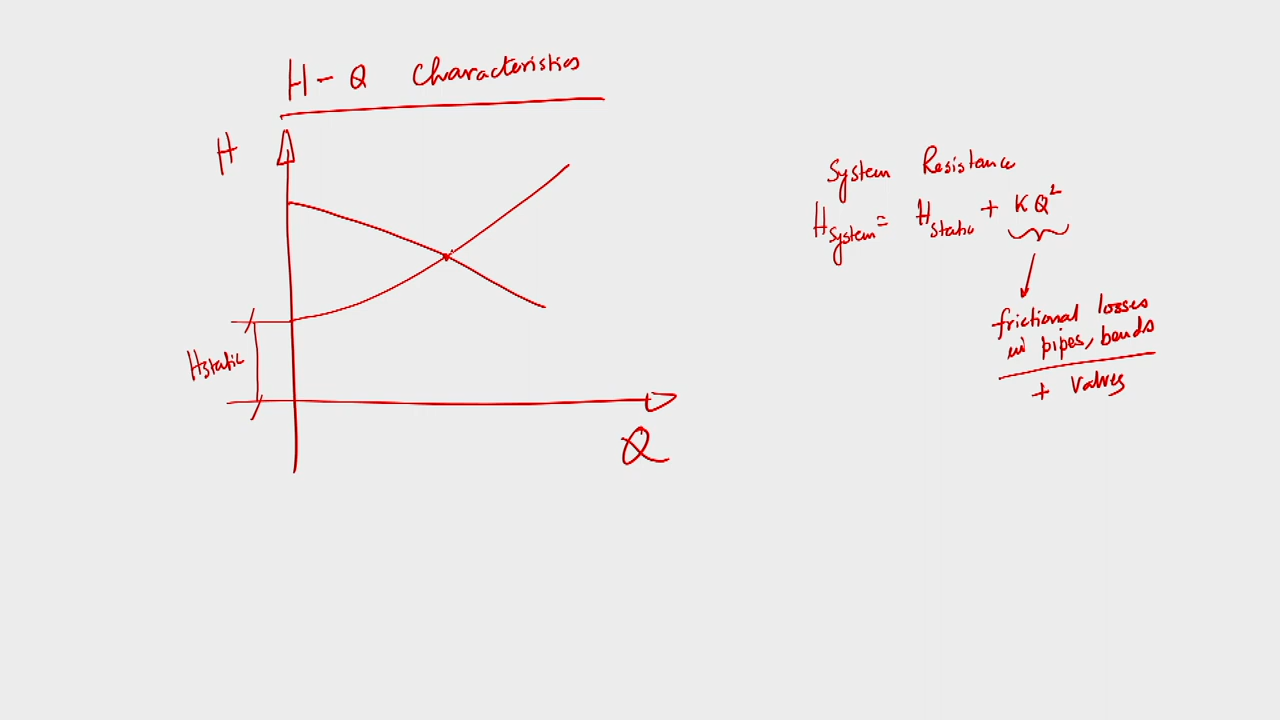 H - Q Characteristics
H
Hstatic
Q
System Resistance
HSystem = HStatic + KQ²
frictional losses
in pipes, bends
+ Valves